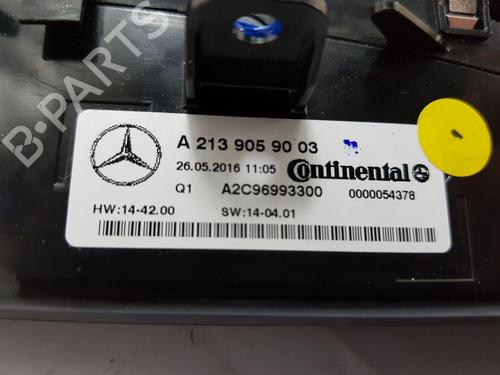 B-PARTS
A 213 905 90 03
26.05.2016 11:05 Continental
Q1 A2C96993300 0000054378
HW:14-42.00 SW:14-04.01